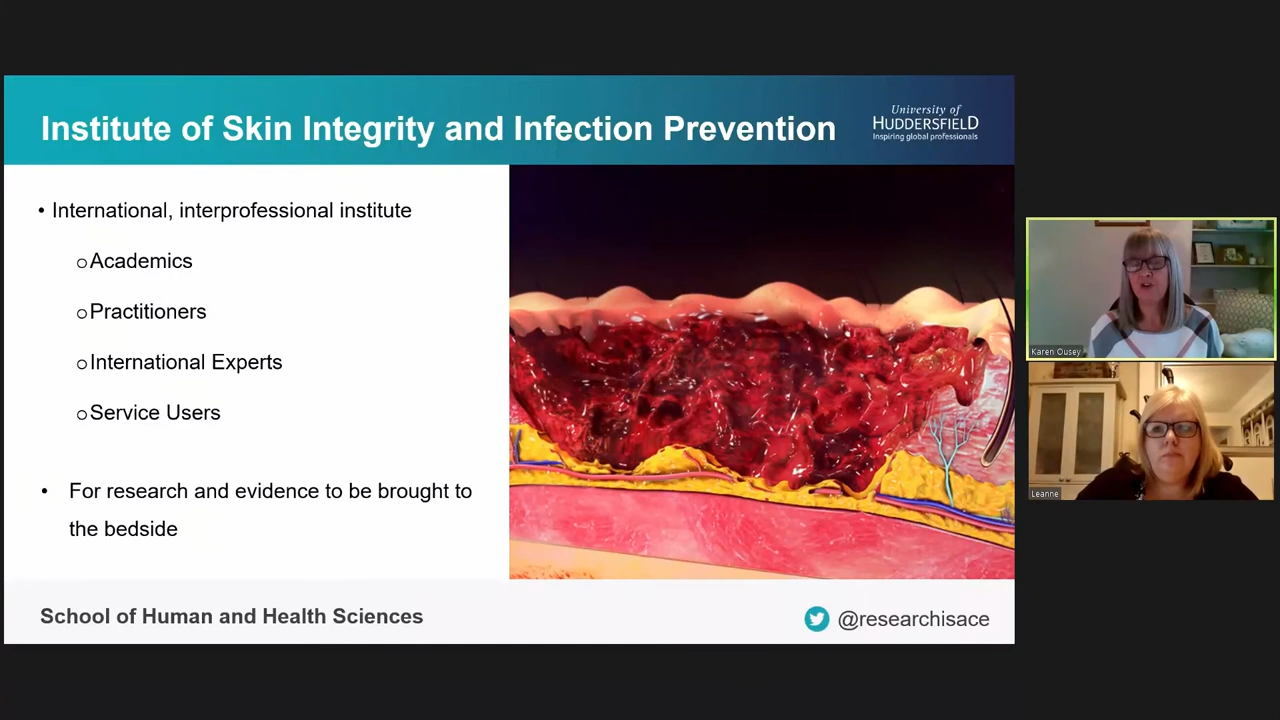 Institute of Skin Integrity and Infection Prevention
University of
HUDDERSFIELD
Inspiring global professionals
• International, interprofessional institute
o Academics
o Practitioners
o International Experts
o Service Users
• For research and evidence to be brought to
the bedside
School of Human and Health Sciences
@researchisace
Karen Ousey
Leanne